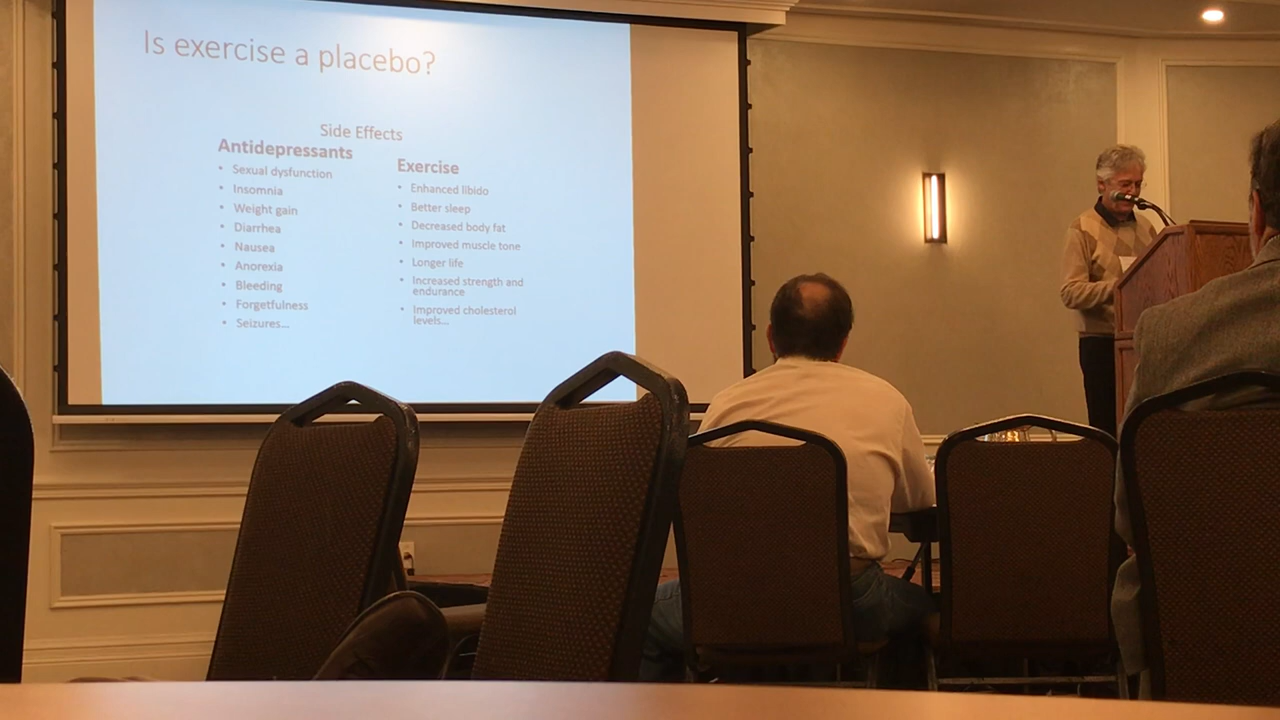 Is exercise a placebo?
Side Effects
Antidepressants
• Sexual dysfunction
• Insomnia
• Weight gain
• Diarrhea
• Nausea
• Anorexia
• Bleeding
• Forgetfulness
• Seizures...
Exercise
• Enhanced libido
• Better sleep
• Decreased body fat
• Improved muscle tone
• Longer life
• Increased strength and
endurance
• Improved cholesterol
levels...